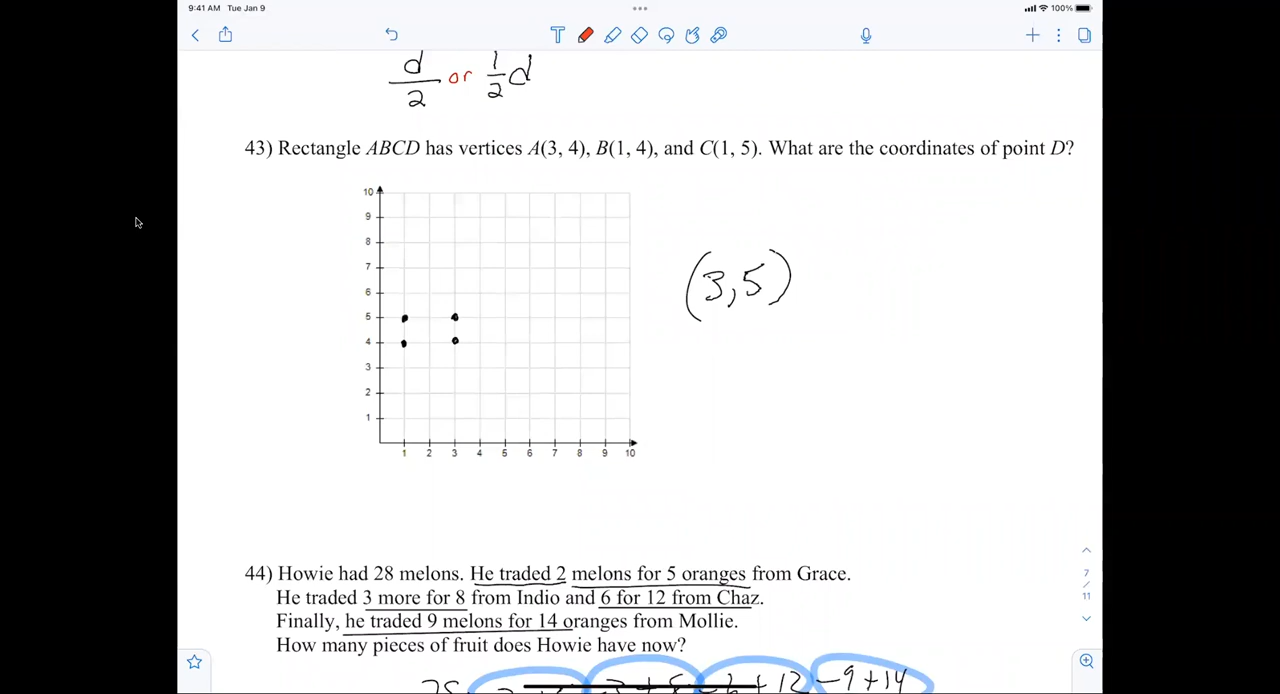 9:41 AM Tue Jan 9
100%
d/2 or 1/2 d
43) Rectangle ABCD has vertices A(3, 4), B(1, 4), and C(1, 5). What are the coordinates of point D?
10
9
8
7
6
5
4
3
2
1
1 2 3 4 5 6 7 8 9 10
(3,5)
44) Howie had 28 melons. He traded 2 melons for 5 oranges from Grace.
He traded 3 more for 8 from Indio and 6 for 12 from Chaz.
Finally, he traded 9 melons for 14 oranges from Mollie.
How many pieces of fruit does Howie have now?
+ 12 - 9 + 14
7
/
11